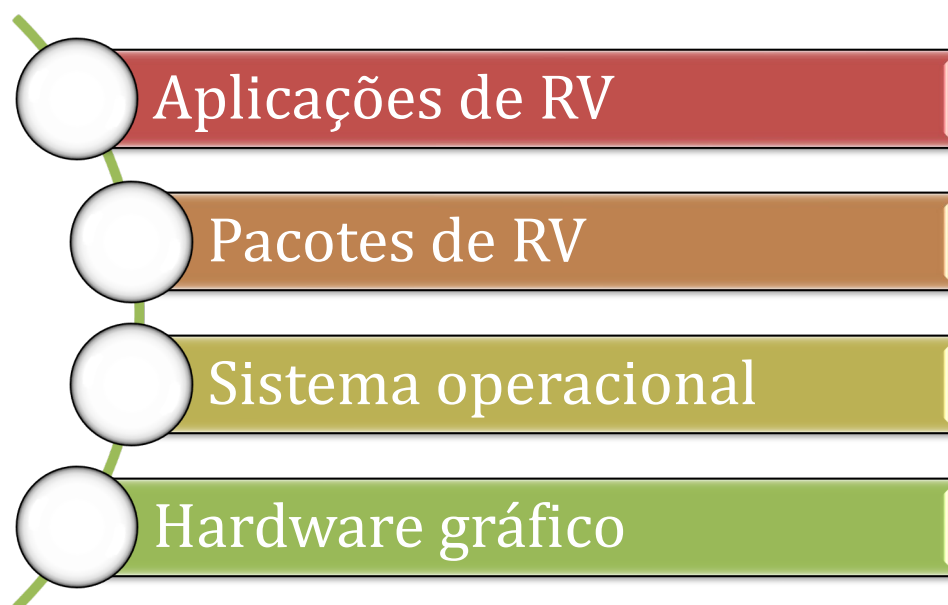 Aplicações de RV
Pacotes de RV
Sistema operacional
Hardware gráfico